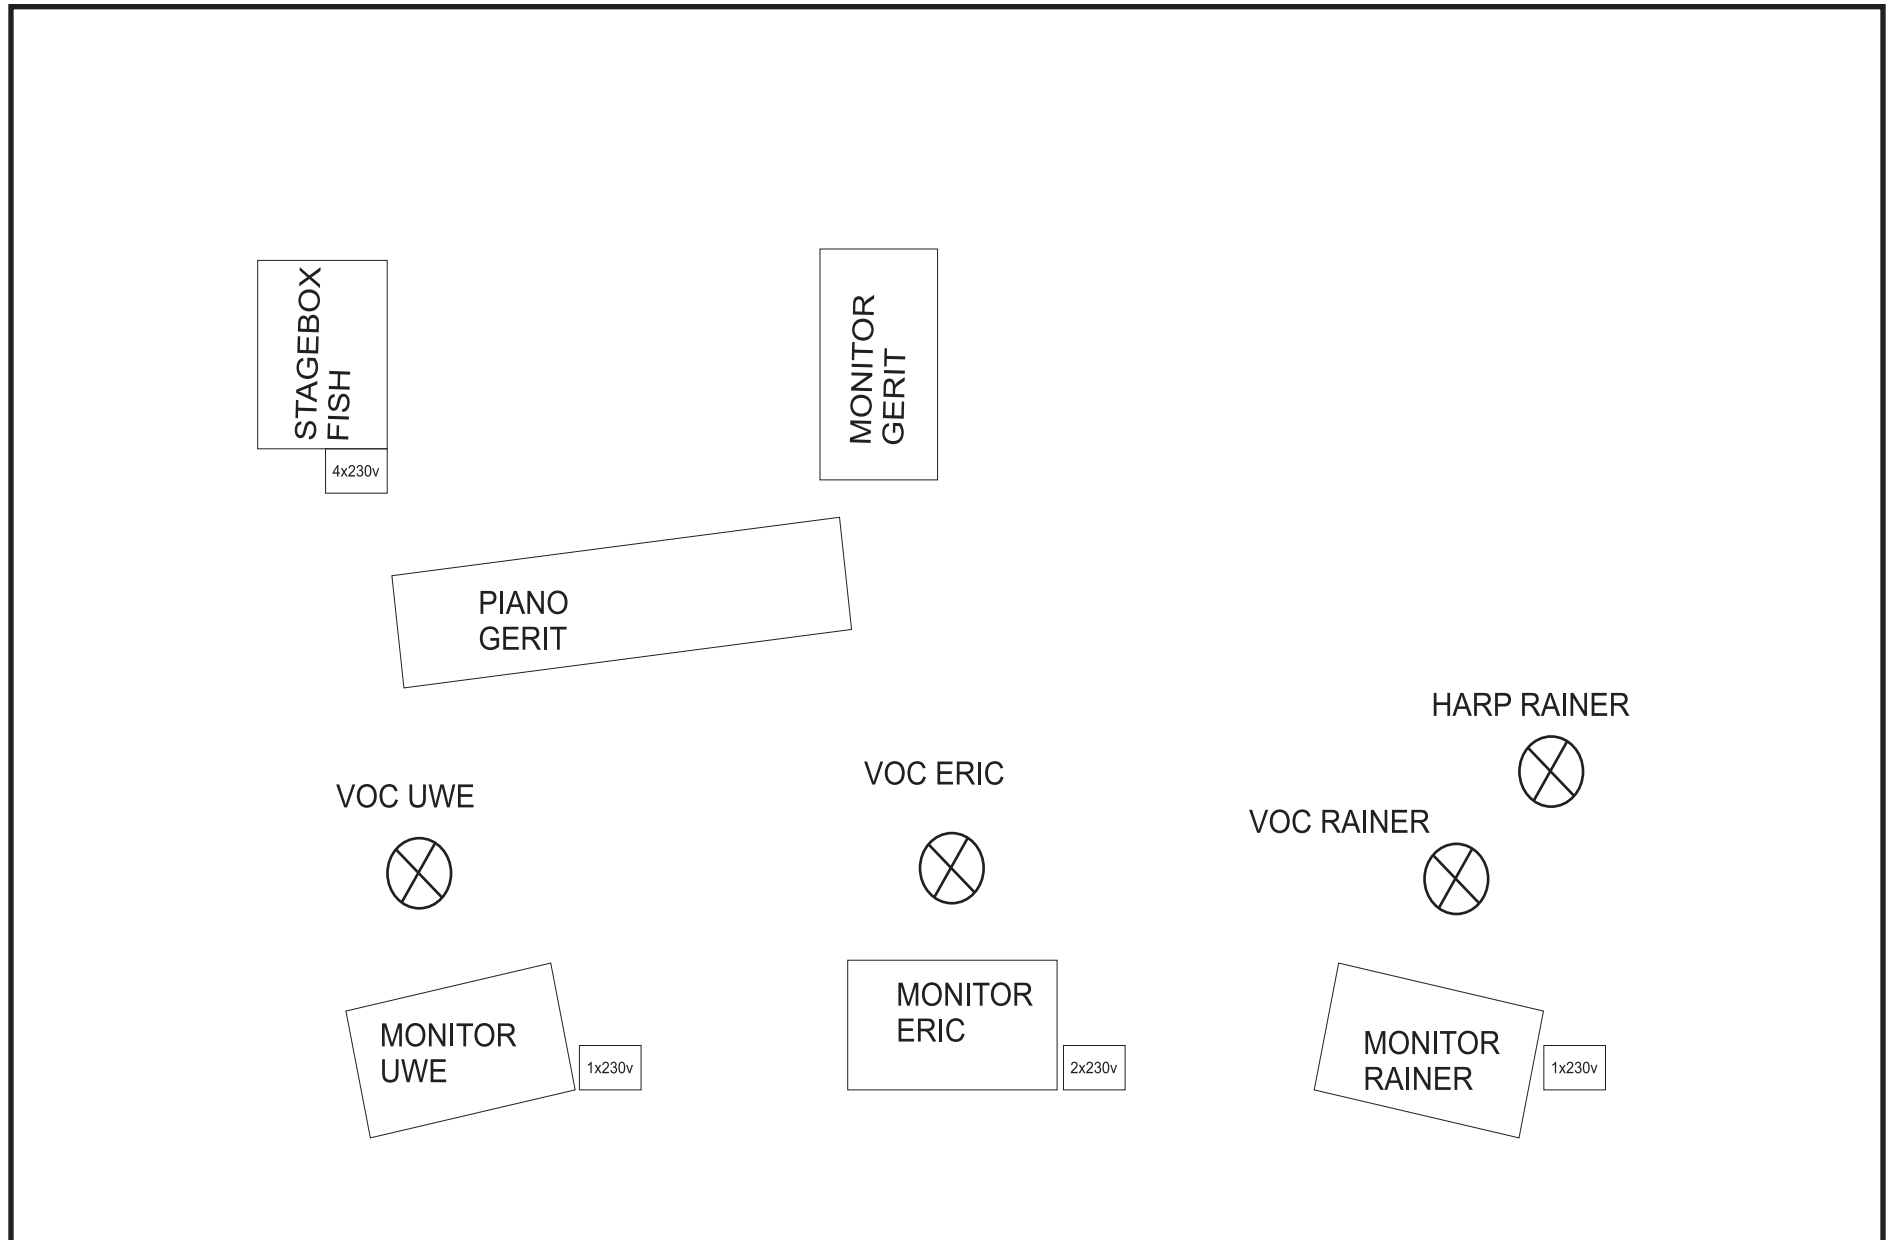 STAGEBOX
FISH
4x230v
MONITOR
GERIT
PIANO
GERIT
HARP RAINER
VOC UWE
VOC ERIC
VOC RAINER
MONITOR
UWE
1x230v
MONITOR
ERIC
2x230v
MONITOR
RAINER
1x230v